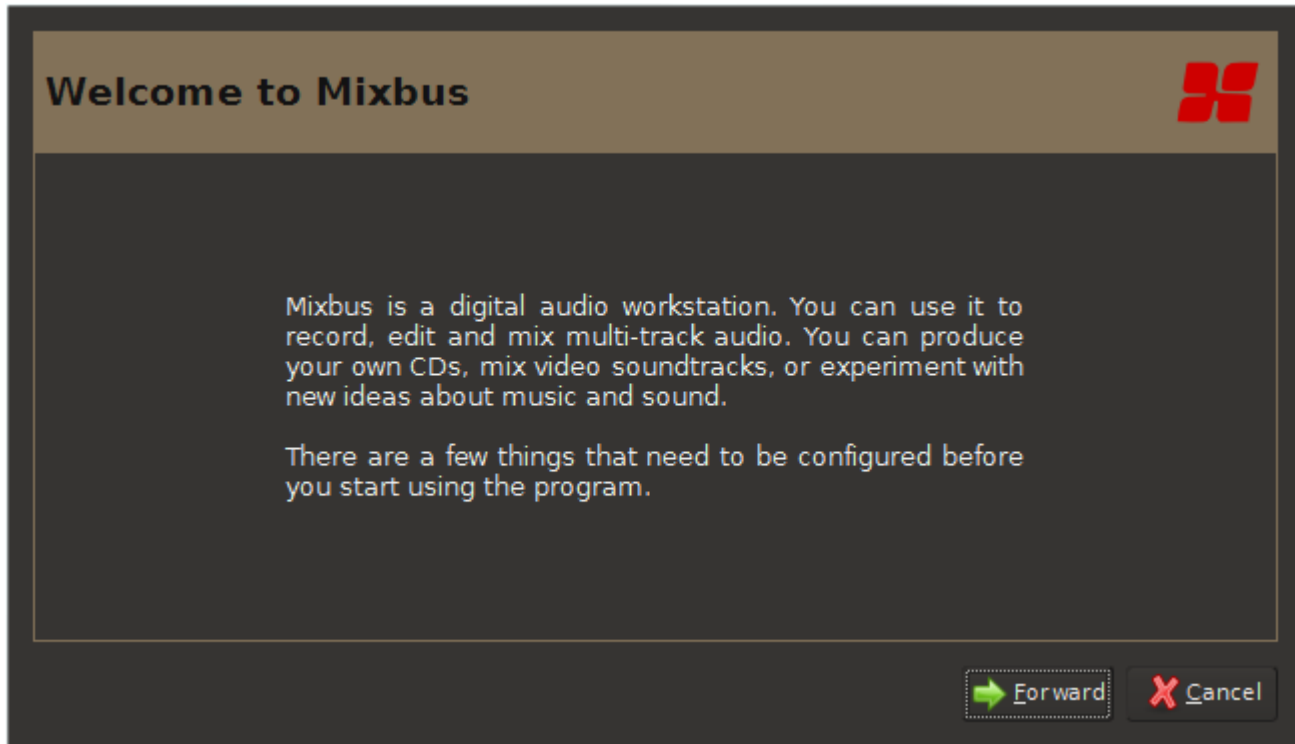 Welcome to Mixbus
Mixbus is a digital audio workstation. You can use it to
record, edit and mix multi-track audio. You can produce
your own CDs, mix video soundtracks, or experiment with
new ideas about music and sound.
There are a few things that need to be configured before
you start using the program.
Forward Cancel